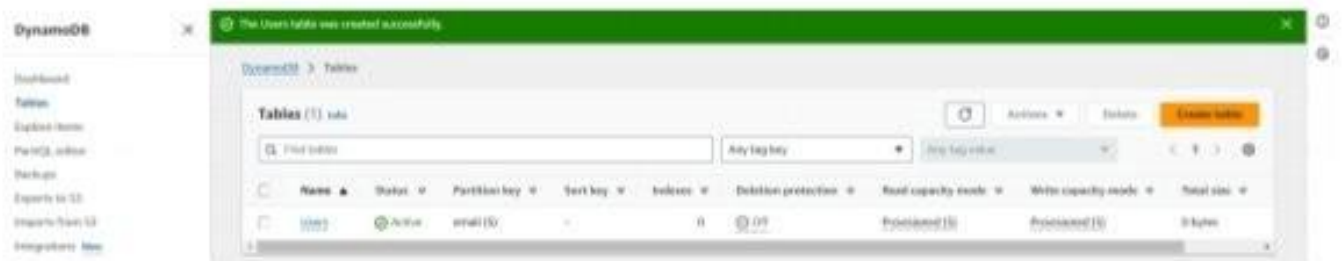 DynamoDB
The Users table was created successfully.
DynamoDB > Tables
Dashboard
Tables
Explore items
PartiQL editor
Backups
Exports to S3
Imports from S3
Integrations New
Tables (1) Info
Actions
Delete
Create table
Find tables
Any tag key
Any tag value
1
Name Status Partition key Sort key Indexes Deletion protection Read capacity mode Write capacity mode Total size
Users Active email (S) - 0 Off Provisioned (5) Provisioned (5) 0 bytes